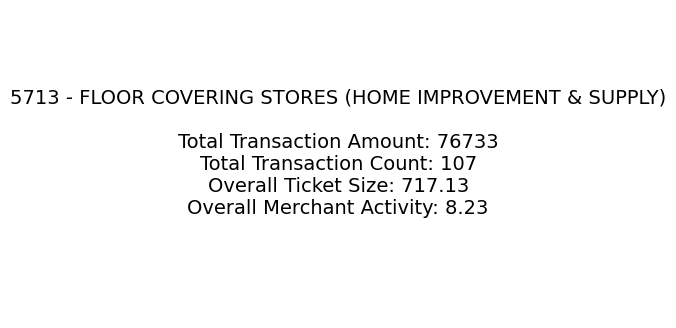 5713 - FLOOR COVERING STORES (HOME IMPROVEMENT & SUPPLY)
Total Transaction Amount: 76733
Total Transaction Count: 107
Overall Ticket Size: 717.13
Overall Merchant Activity: 8.23